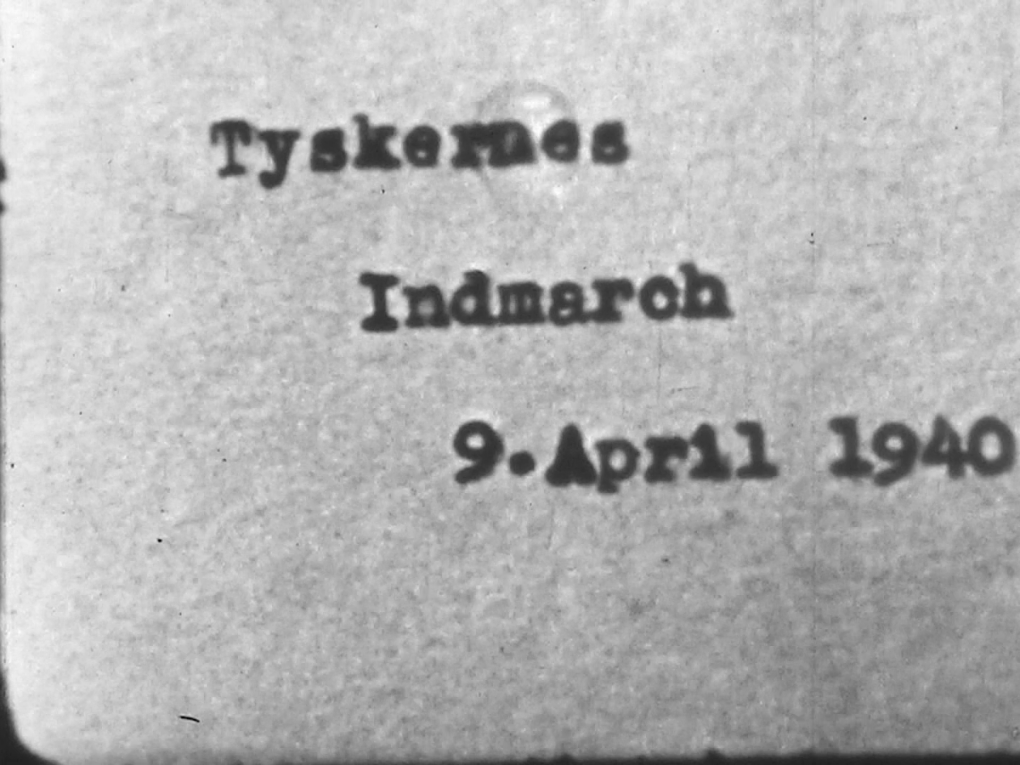 Tyskernes
Indmarch
9.April 1940